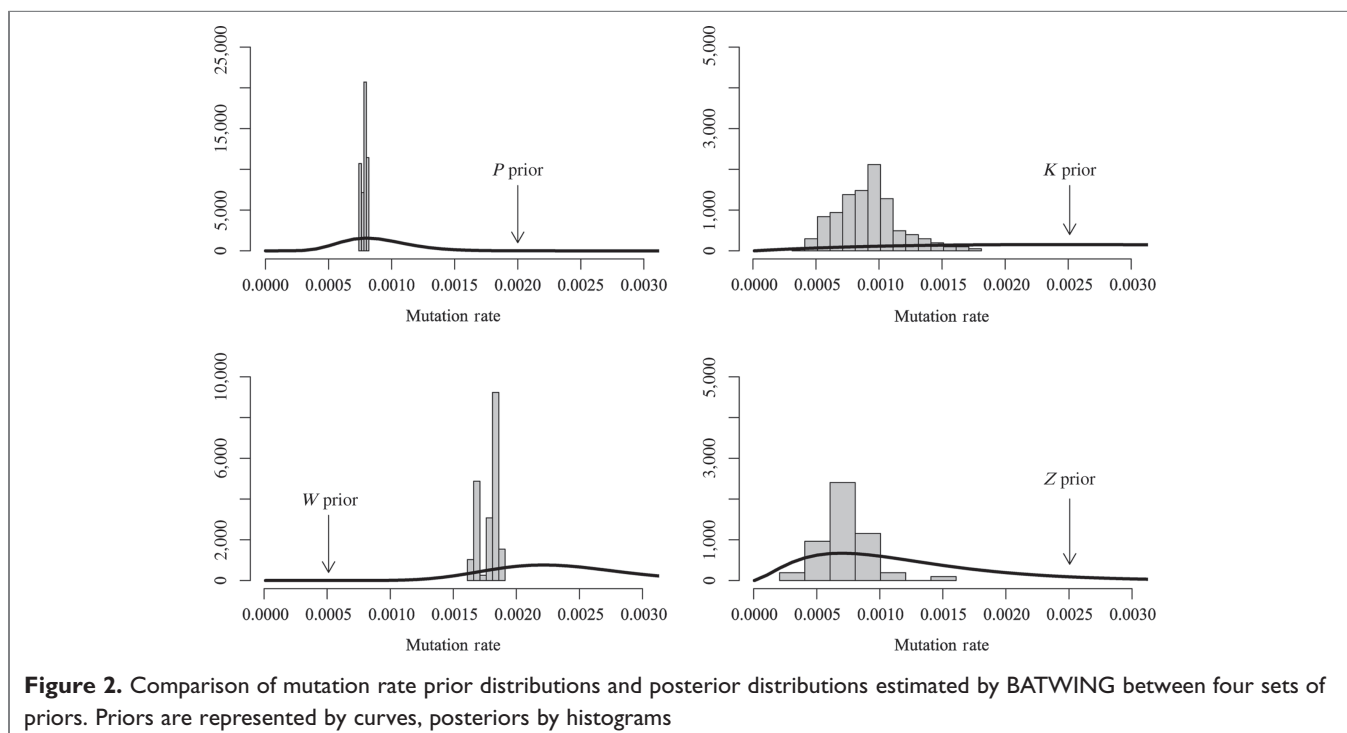 25,000
15,000
5,000
0
P prior
0.0000 0.0005 0.0010 0.0015 0.0020 0.0025 0.0030
Mutation rate
5,000
3,000
1,000
0
K prior
0.0000 0.0005 0.0010 0.0015 0.0020 0.0025 0.0030
Mutation rate
10,000
6,000
2,000
0
W prior
0.0000 0.0005 0.0010 0.0015 0.0020 0.0025 0.0030
Mutation rate
5,000
3,000
1,000
0
Z prior
0.0000 0.0005 0.0010 0.0015 0.0020 0.0025 0.0030
Mutation rate
Figure 2. Comparison of mutation rate prior distributions and posterior distributions estimated by BATWING between four sets of
priors. Priors are represented by curves, posteriors by histograms